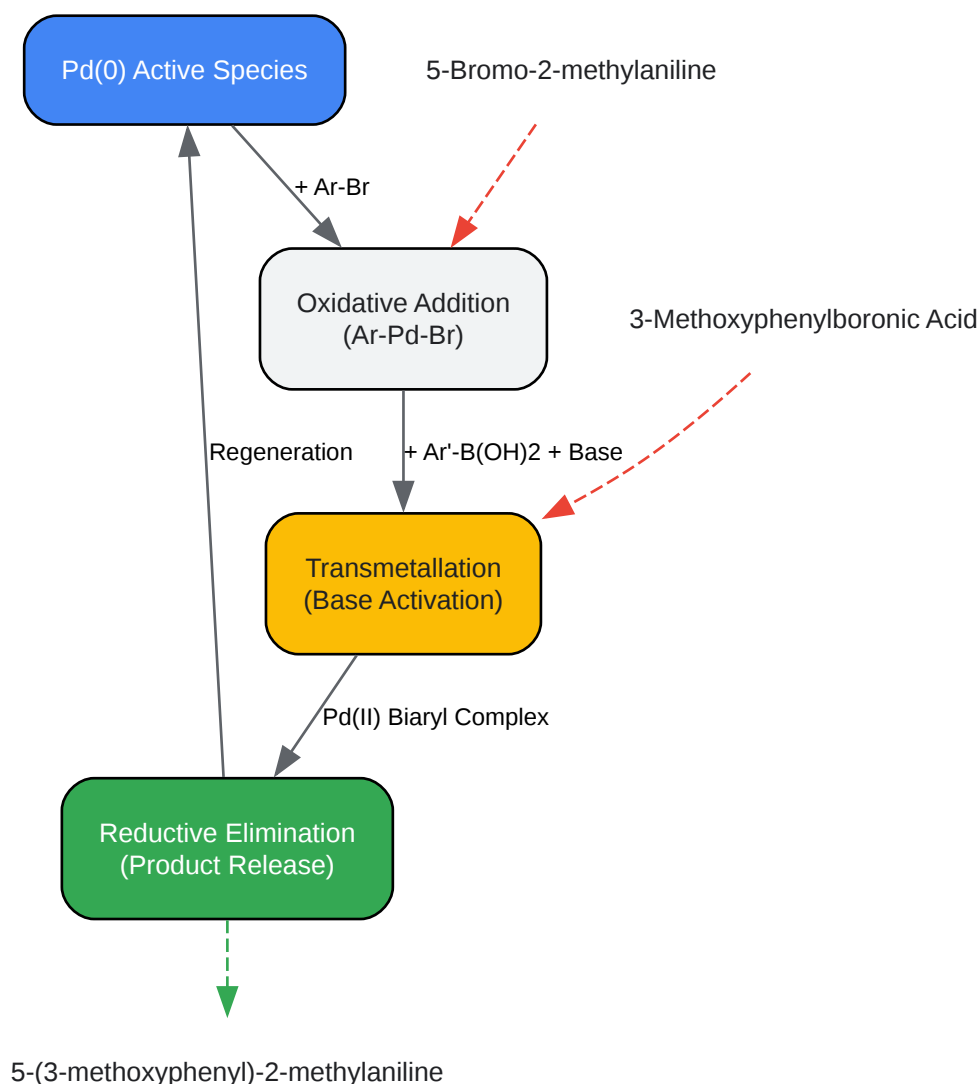 Pd(0) Active Species
5-Bromo-2-methylaniline
+ Ar-Br
Oxidative Addition
(Ar-Pd-Br)
3-Methoxyphenylboronic Acid
Regeneration
+ Ar'-B(OH)2 + Base
Transmetallation
(Base Activation)
Pd(II) Biaryl Complex
Reductive Elimination
(Product Release)
5-(3-methoxyphenyl)-2-methylaniline